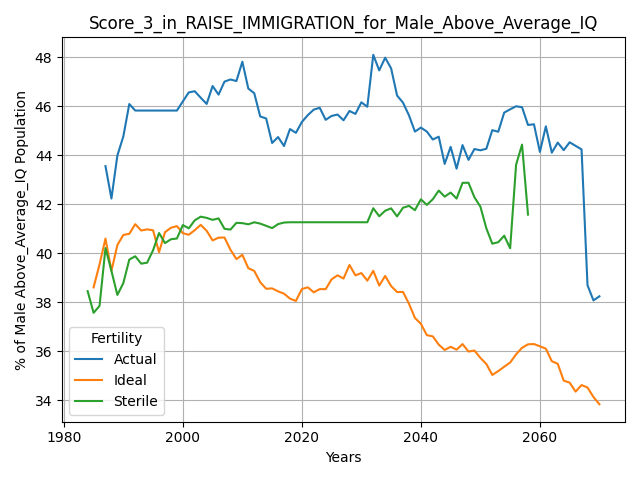 Score_3_in_RAISE_IMMIGRATION_for_Male_Above_Average_IQ
% of Male Above_Average_IQ Population
48
46
44
42
40
38
36
34
Fertility
Actual
Ideal
Sterile
1980
2000
2020
2040
2060
Years